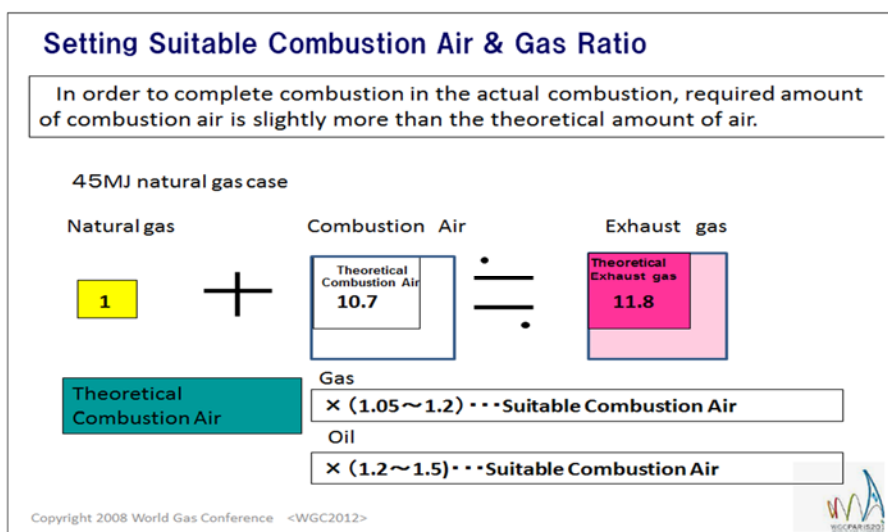 Setting Suitable Combustion Air & Gas Ratio
In order to complete combustion in the actual combustion, required amount
of combustion air is slightly more than the theoretical amount of air.
45MJ natural gas case
Natural gas
Combustion Air
Exhaust gas
1
+
Theoretical
Combustion Air
10.7
≒
Theoretical
Exhaust gas
11.8
Theoretical
Combustion Air
Gas
×(1.05～1.2)・・・Suitable Combustion Air
Oil
×(1.2～1.5)・・・Suitable Combustion Air
Copyright 2008 World Gas Conference <WGC2012>